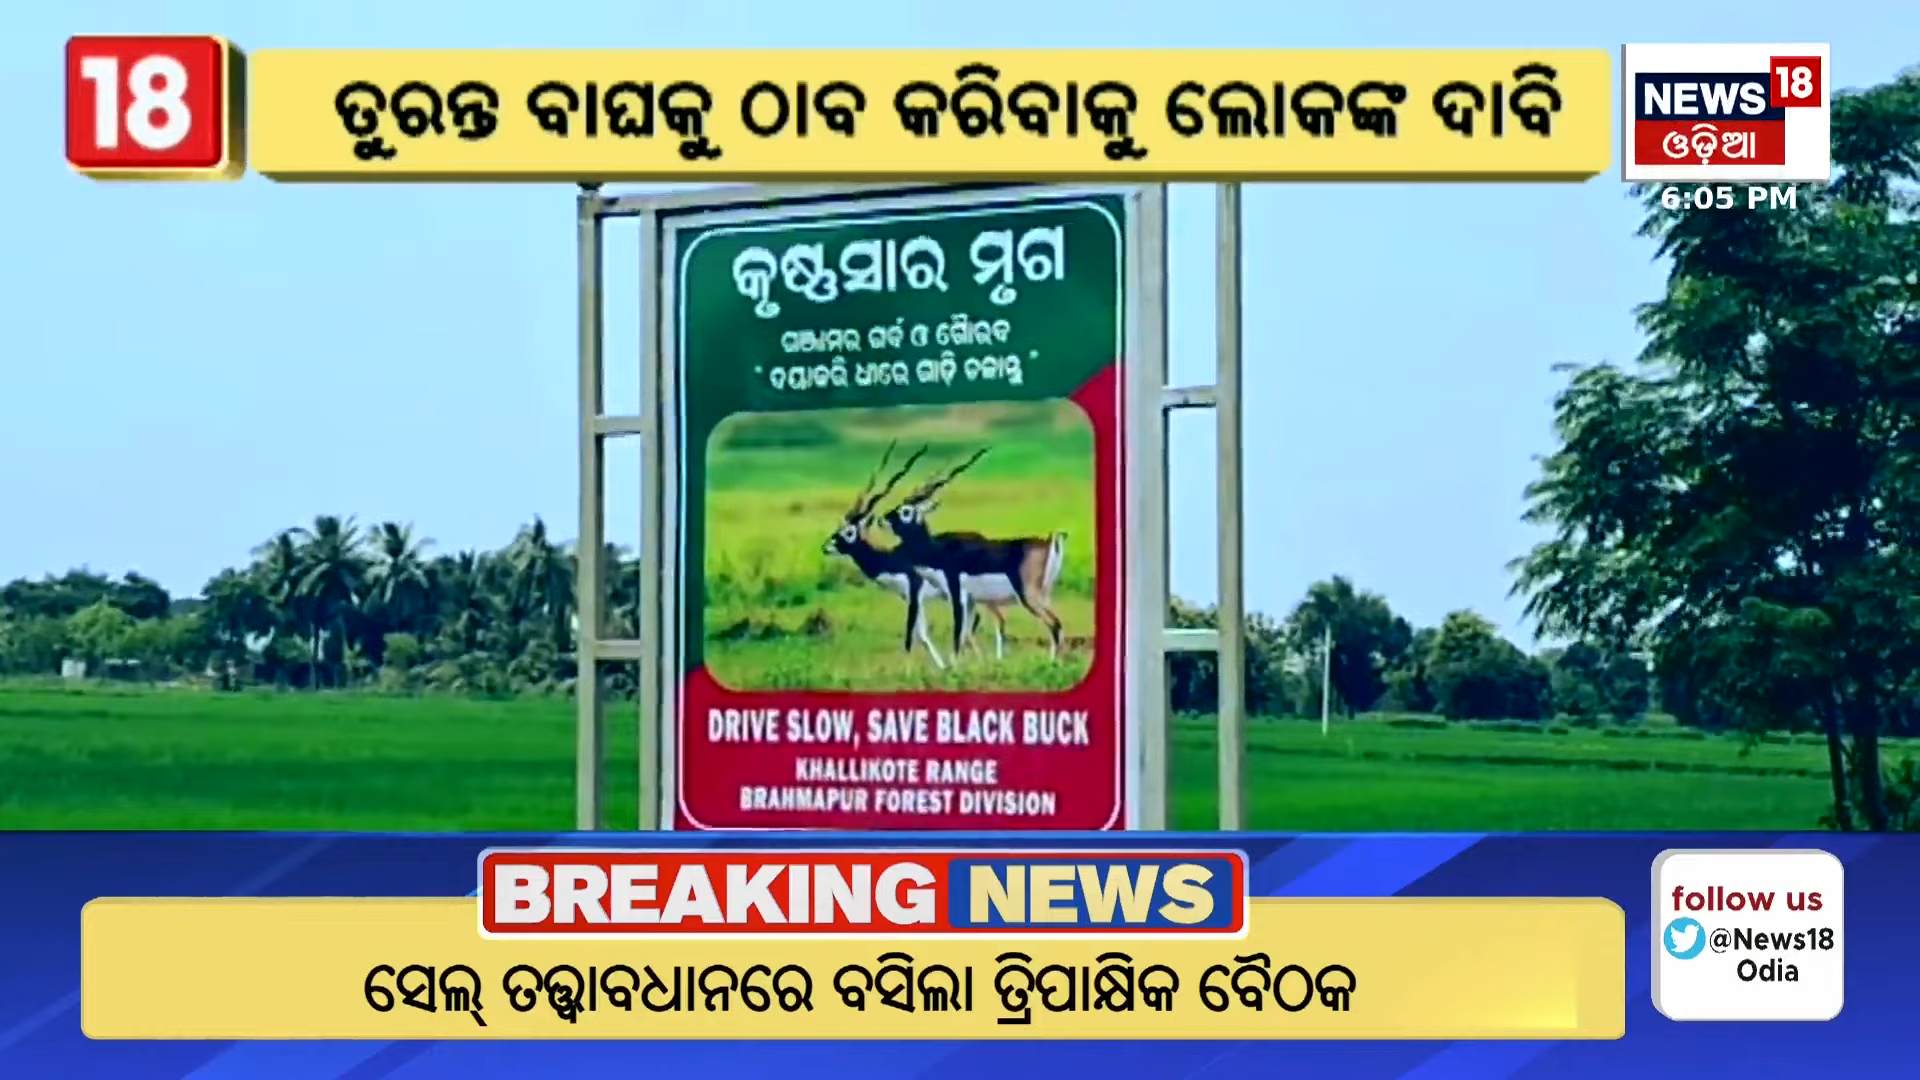 18
ତୁରନ୍ତ ବାଘକୁ ଠାବ କରିବାକୁ ଲୋକଙ୍କ ଦାବି
NEWS 18
ଓଡ଼ିଆ
6:05 PM
କୃଷ୍ଣସାର ମୃଗ
ଗଞ୍ଜାମର ଗର୍ବ ଓ ଗୌରବ
" ଦୟାକରି ଧୀରେ ଗାଡ଼ି ଚଳାନ୍ତୁ "
DRIVE SLOW, SAVE BLACK BUCK
KHALLIKOTE RANGE
BRAHMAPUR FOREST DIVISION
BREAKING NEWS
ସେଲ୍ ତତ୍ତ୍ୱାବଧାନରେ ବସିଲା ତ୍ରିପାକ୍ଷିକ ବୈଠକ
follow us
@News18
Odia